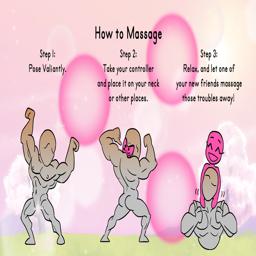 How to Massage
Step 1:
Pose Valiantly.
Step 2:
Take your controller
and place it on your neck
or other places.
Step 3:
Relax, and let one of
your new friends massage
those troubles away!